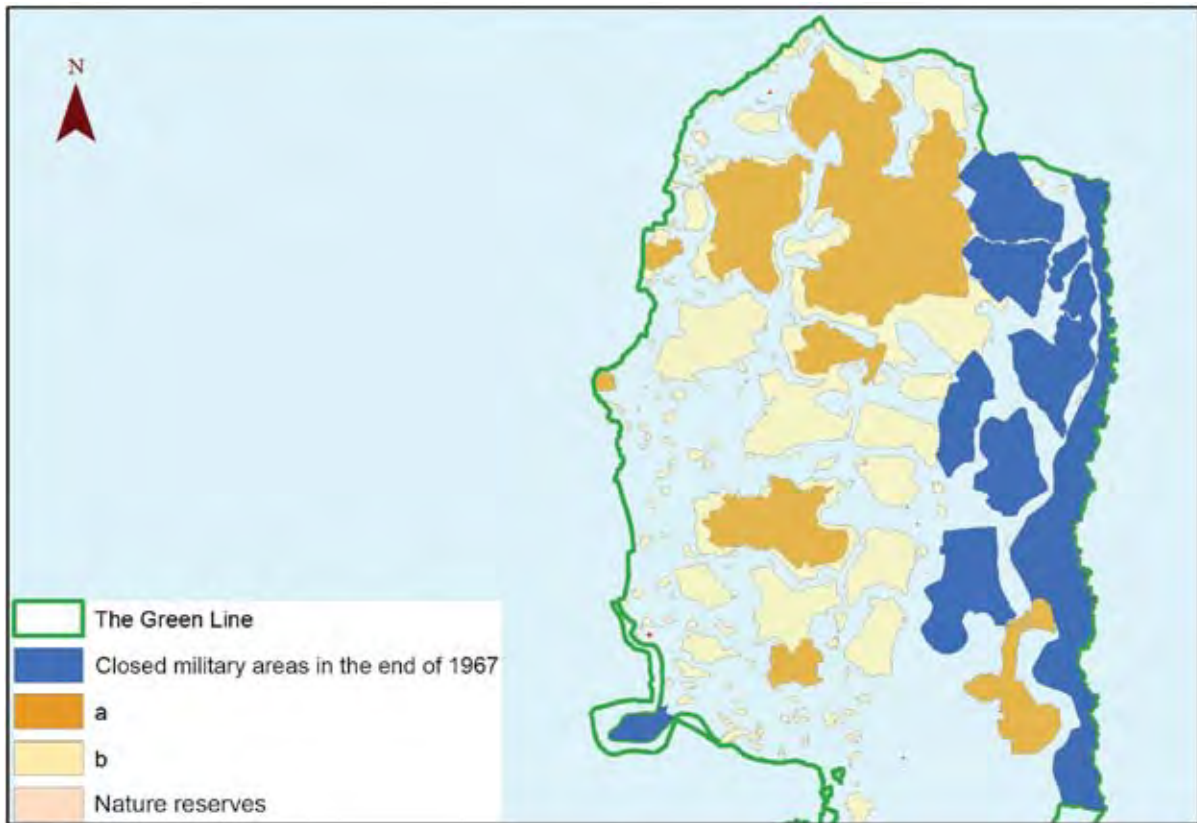 N
The Green Line
Closed military areas in the end of 1967
a
b
Nature reserves